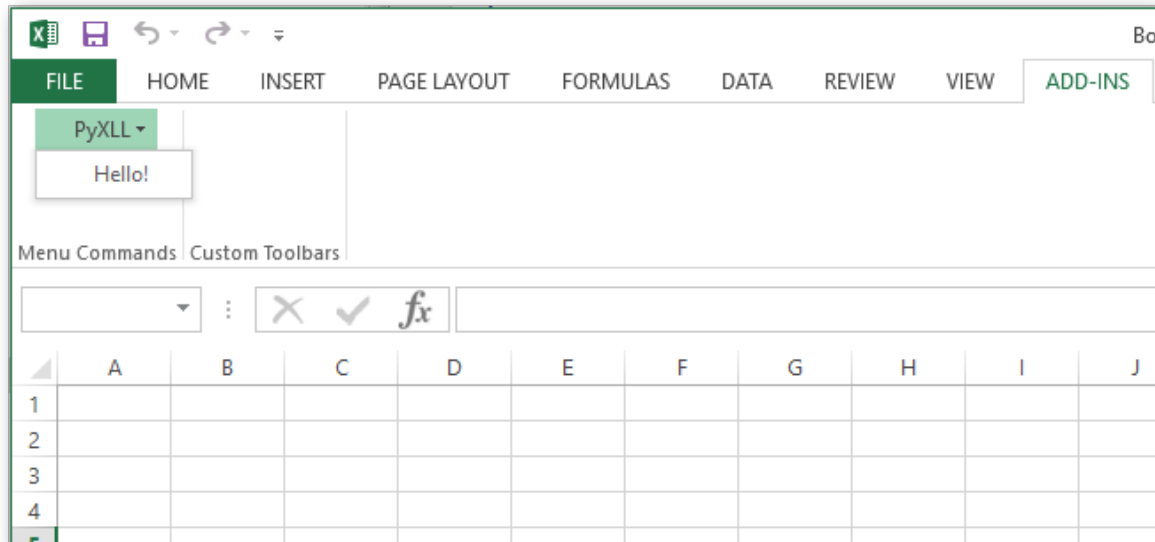 Bo
FILE HOME INSERT PAGE LAYOUT FORMULAS DATA REVIEW VIEW ADD-INS
PyXLL
Hello!
Menu Commands Custom Toolbars
fx
A B C D E F G H I J
1
2
3
4
5